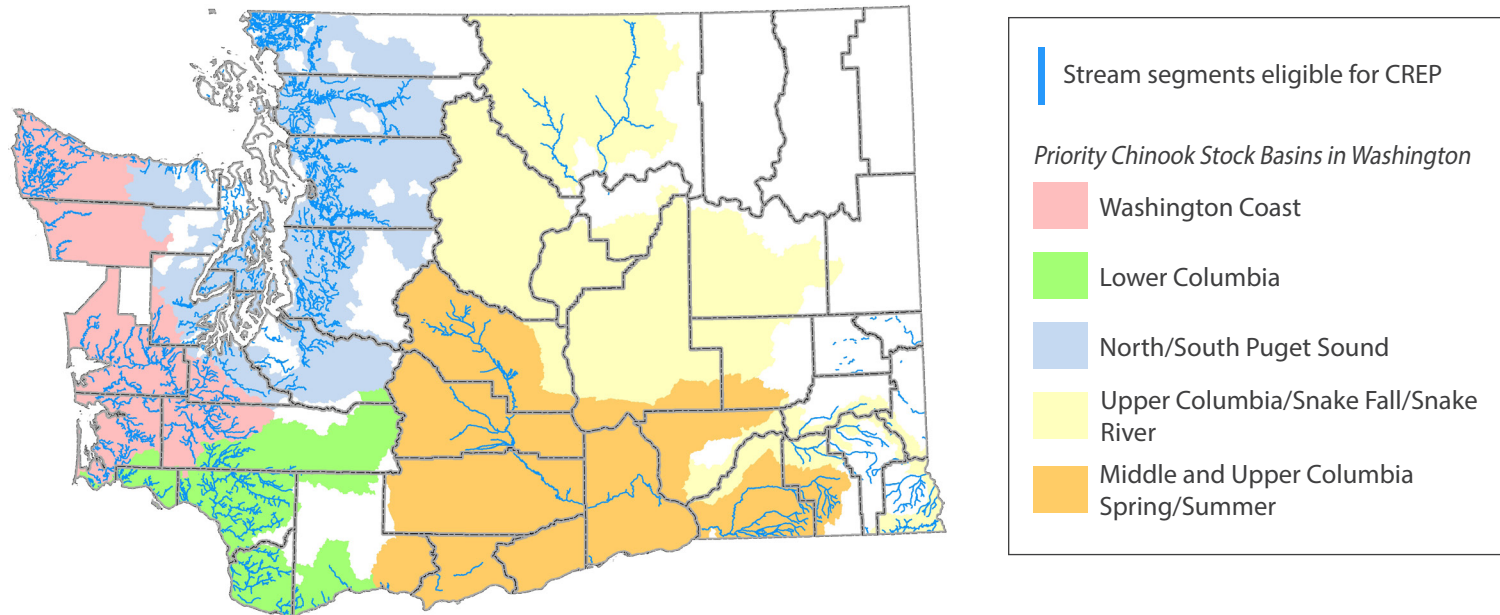 Stream segments eligible for CREP
Priority Chinook Stock Basins in Washington
Washington Coast
Lower Columbia
North/South Puget Sound
Upper Columbia/Snake Fall/Snake
River
Middle and Upper Columbia
Spring/Summer